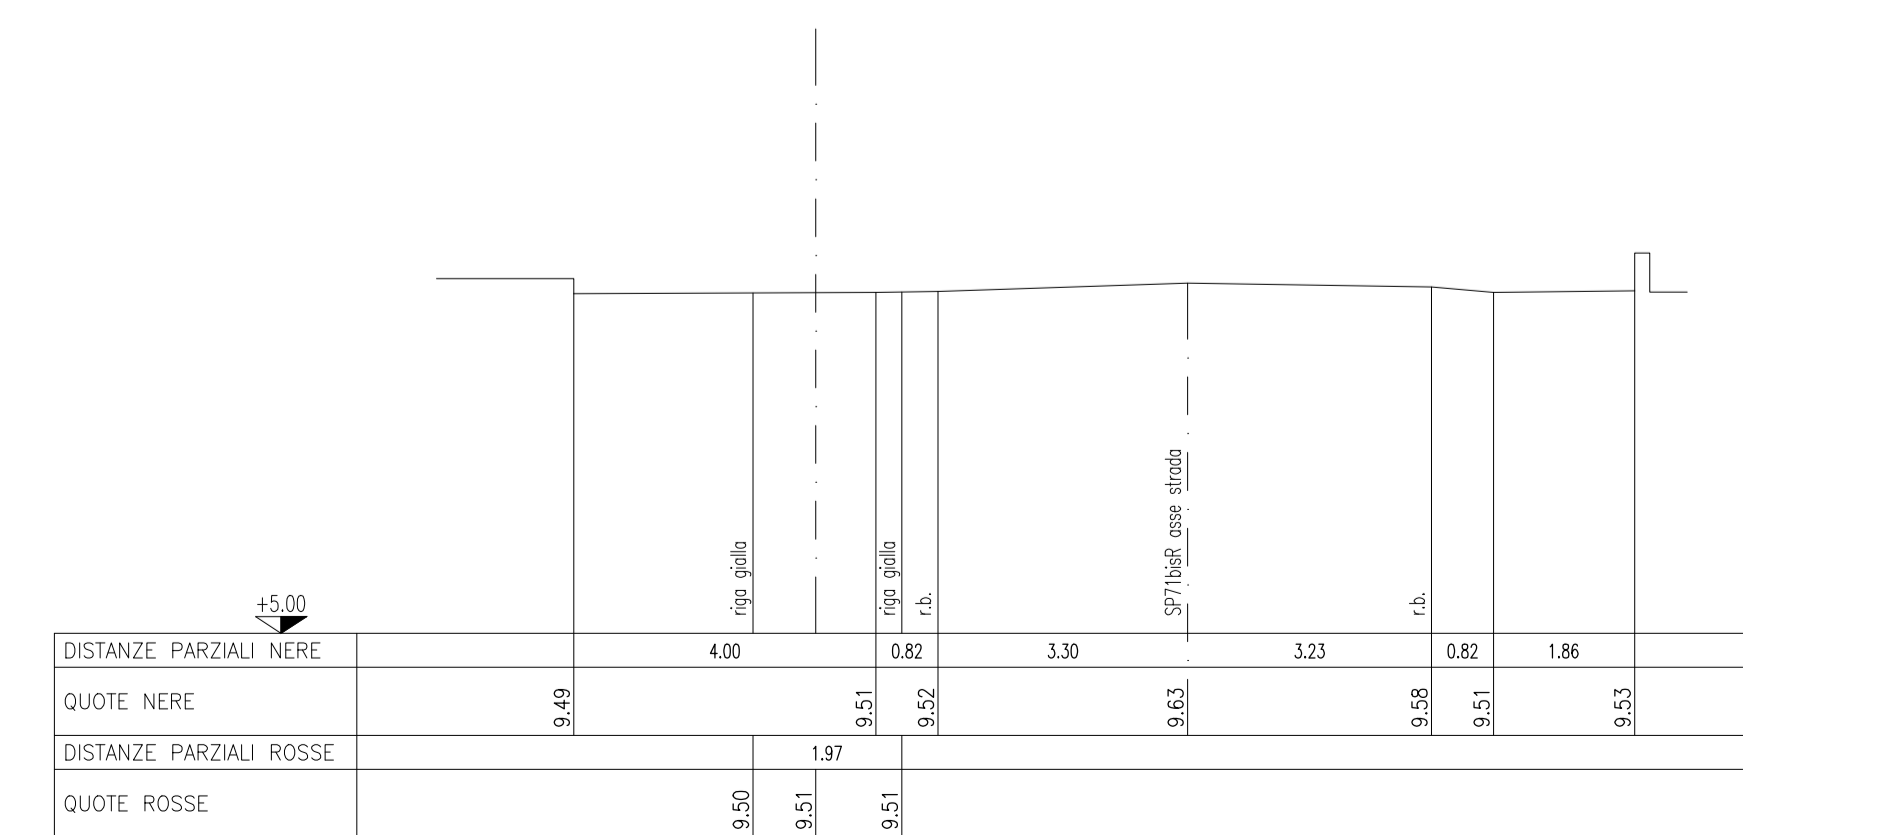 SP71bisR asse strada
riga gialla
riga gialla
r.b.
r.b.
+5.00
DISTANZE PARZIALI NERE 4.00 0.82 3.30 3.23 0.82 1.86
QUOTE NERE 9.49 9.51 9.52 9.63 9.58 9.51 9.53
DISTANZE PARZIALI ROSSE 1.97
QUOTE ROSSE 9.50 9.51 9.51